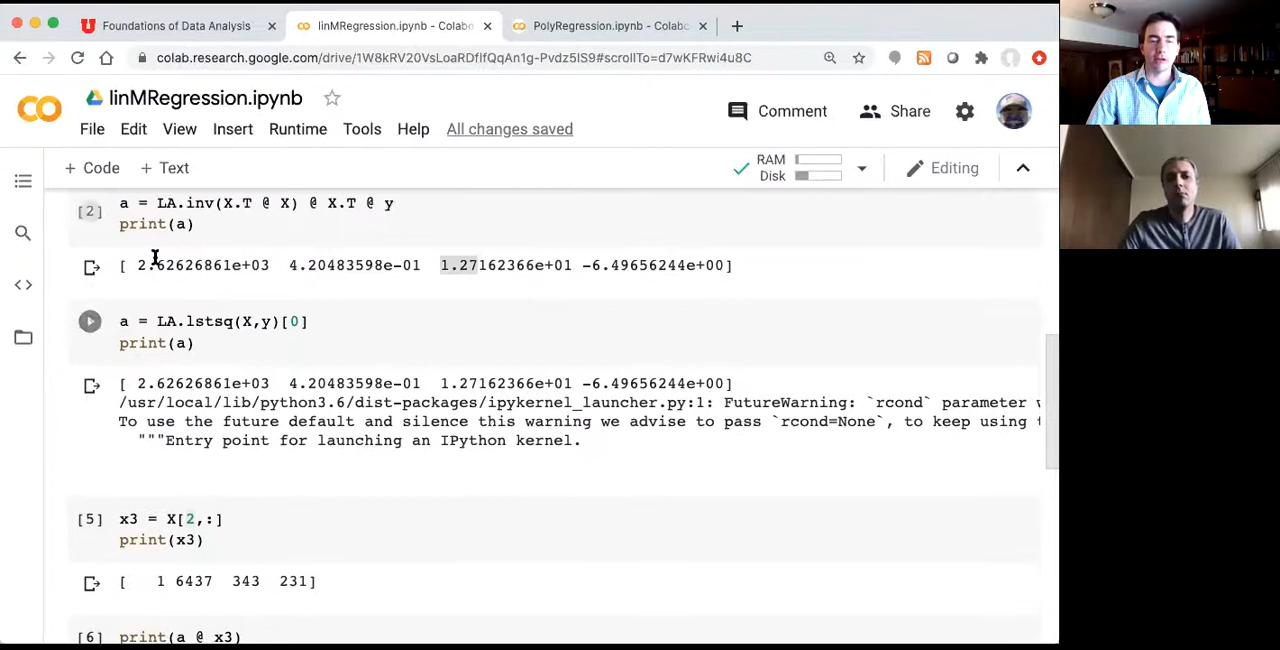 Foundations of Data Analysis
linMRegression.ipynb - Colabo
PolyRegression.ipynb - Colabo
colab.research.google.com/drive/1W8kRV20VsLoaRDfIfQqAn1g-Pvdz5IS9#scrollTo=d7wKFRwi4u8C
linMRegression.ipynb
Comment
Share
File Edit View Insert Runtime Tools Help All changes saved
+ Code + Text
RAM
Disk
Editing
[2] a = LA.inv(X.T @ X) @ X.T @ y
print(a)
[ 2.62626861e+03 4.20483598e-01 1.27162366e+01 -6.49656244e+00]
a = LA.lstsq(X,y)[0]
print(a)
[ 2.62626861e+03 4.20483598e-01 1.27162366e+01 -6.49656244e+00]
/usr/local/lib/python3.6/dist-packages/ipykernel_launcher.py:1: FutureWarning: `rcond` parameter
To use the future default and silence this warning we advise to pass `rcond=None`, to keep using
"""Entry point for launching an IPython kernel.
[5] x3 = X[2,:]
print(x3)
[ 1 6437 343 231]
[6] print(a @ x3)